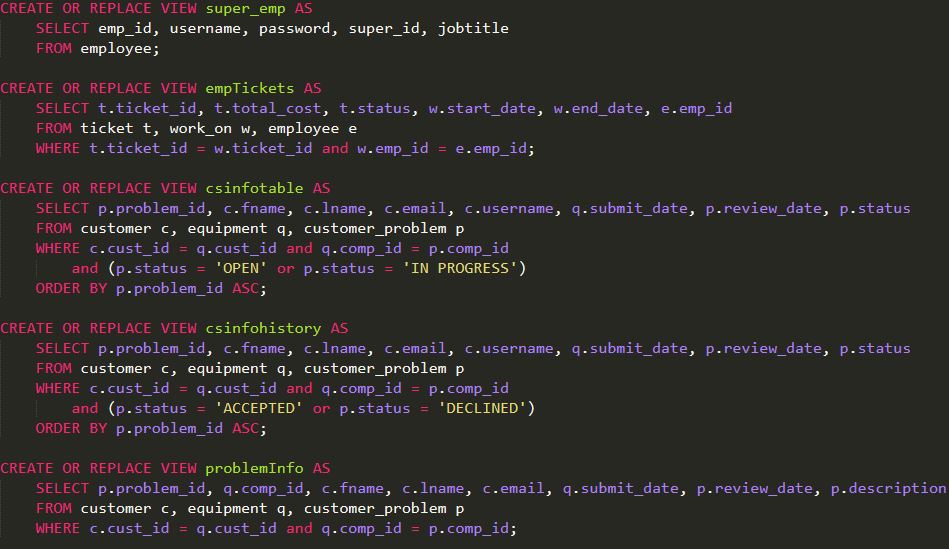 CREATE OR REPLACE VIEW super_emp AS
    SELECT emp_id, username, password, super_id, jobtitle
    FROM employee;

CREATE OR REPLACE VIEW empTickets AS
    SELECT t.ticket_id, t.total_cost, t.status, w.start_date, w.end_date, e.emp_id
    FROM ticket t, work_on w, employee e
    WHERE t.ticket_id = w.ticket_id and w.emp_id = e.emp_id;

CREATE OR REPLACE VIEW csinfotable AS
    SELECT p.problem_id, c.fname, c.lname, c.email, c.username, q.submit_date, p.review_date, p.status
    FROM customer c, equipment q, customer_problem p
    WHERE c.cust_id = q.cust_id and q.comp_id = p.comp_id
        and (p.status = 'OPEN' or p.status = 'IN PROGRESS')
    ORDER BY p.problem_id ASC;

CREATE OR REPLACE VIEW csinfohistory AS
    SELECT p.problem_id, c.fname, c.lname, c.email, c.username, q.submit_date, p.review_date, p.status
    FROM customer c, equipment q, customer_problem p
    WHERE c.cust_id = q.cust_id and q.comp_id = p.comp_id
        and (p.status = 'ACCEPTED' or p.status = 'DECLINED')
    ORDER BY p.problem_id ASC;

CREATE OR REPLACE VIEW problemInfo AS
    SELECT p.problem_id, q.comp_id, c.fname, c.lname, c.email, q.submit_date, p.review_date, p.description
    FROM customer c, equipment q, customer_problem p
    WHERE c.cust_id = q.cust_id and q.comp_id = p.comp_id;